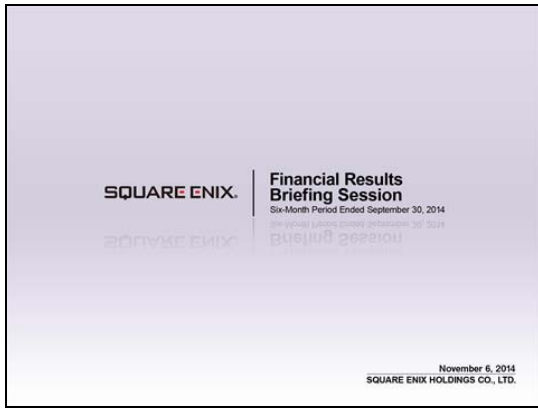 SQUARE ENIX.
Financial Results
Briefing Session
Six-Month Period Ended September 30, 2014
November 6, 2014
SQUARE ENIX HOLDINGS CO., LTD.